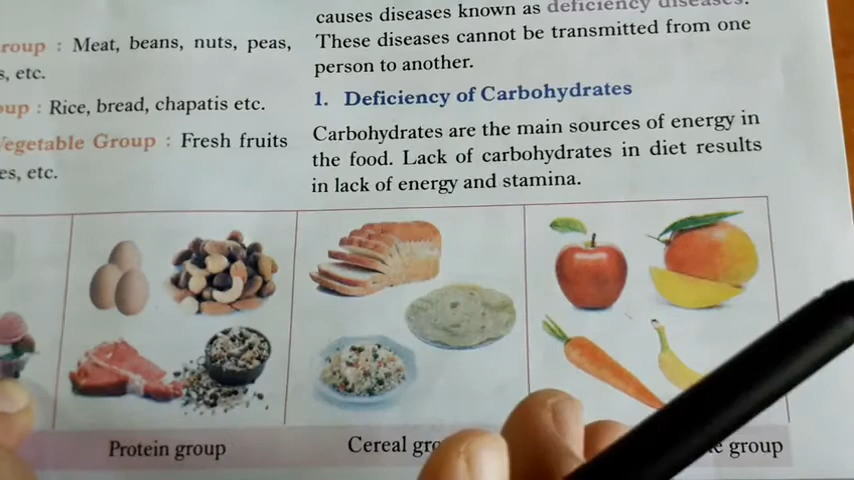 roup : Meat, beans, nuts, peas,
s, etc.
oup : Rice, bread, chapatis etc.
Vegetable Group : Fresh fruits
es, etc.
causes diseases known as deficiency diseases.
These diseases cannot be transmitted from one
person to another.
1. Deficiency of Carbohydrates
Carbohydrates are the main sources of energy in
the food. Lack of carbohydrates in diet results
in lack of energy and stamina.
Protein group
Cereal gro
e group